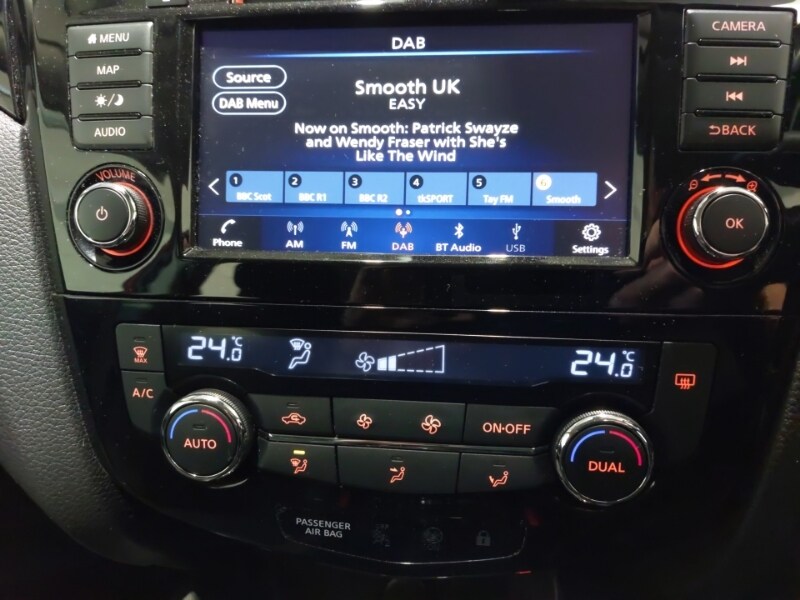 MENU
MAP
AUDIO
VOLUME
DAB
Source
DAB Menu
Smooth UK
EASY
Now on Smooth: Patrick Swayze
and Wendy Fraser with She's
Like The Wind
1 2 3 4 5
BBC Scot BBC R1 BBC R2 tkSPORT Tay FM Smooth
Phone AM FM DAB BT Audio USB Settings
CAMERA
BACK
OK
24.0°C 24.0°C
MAX
A/C
AUTO
ON-OFF
DUAL
PASSENGER
AIR BAG